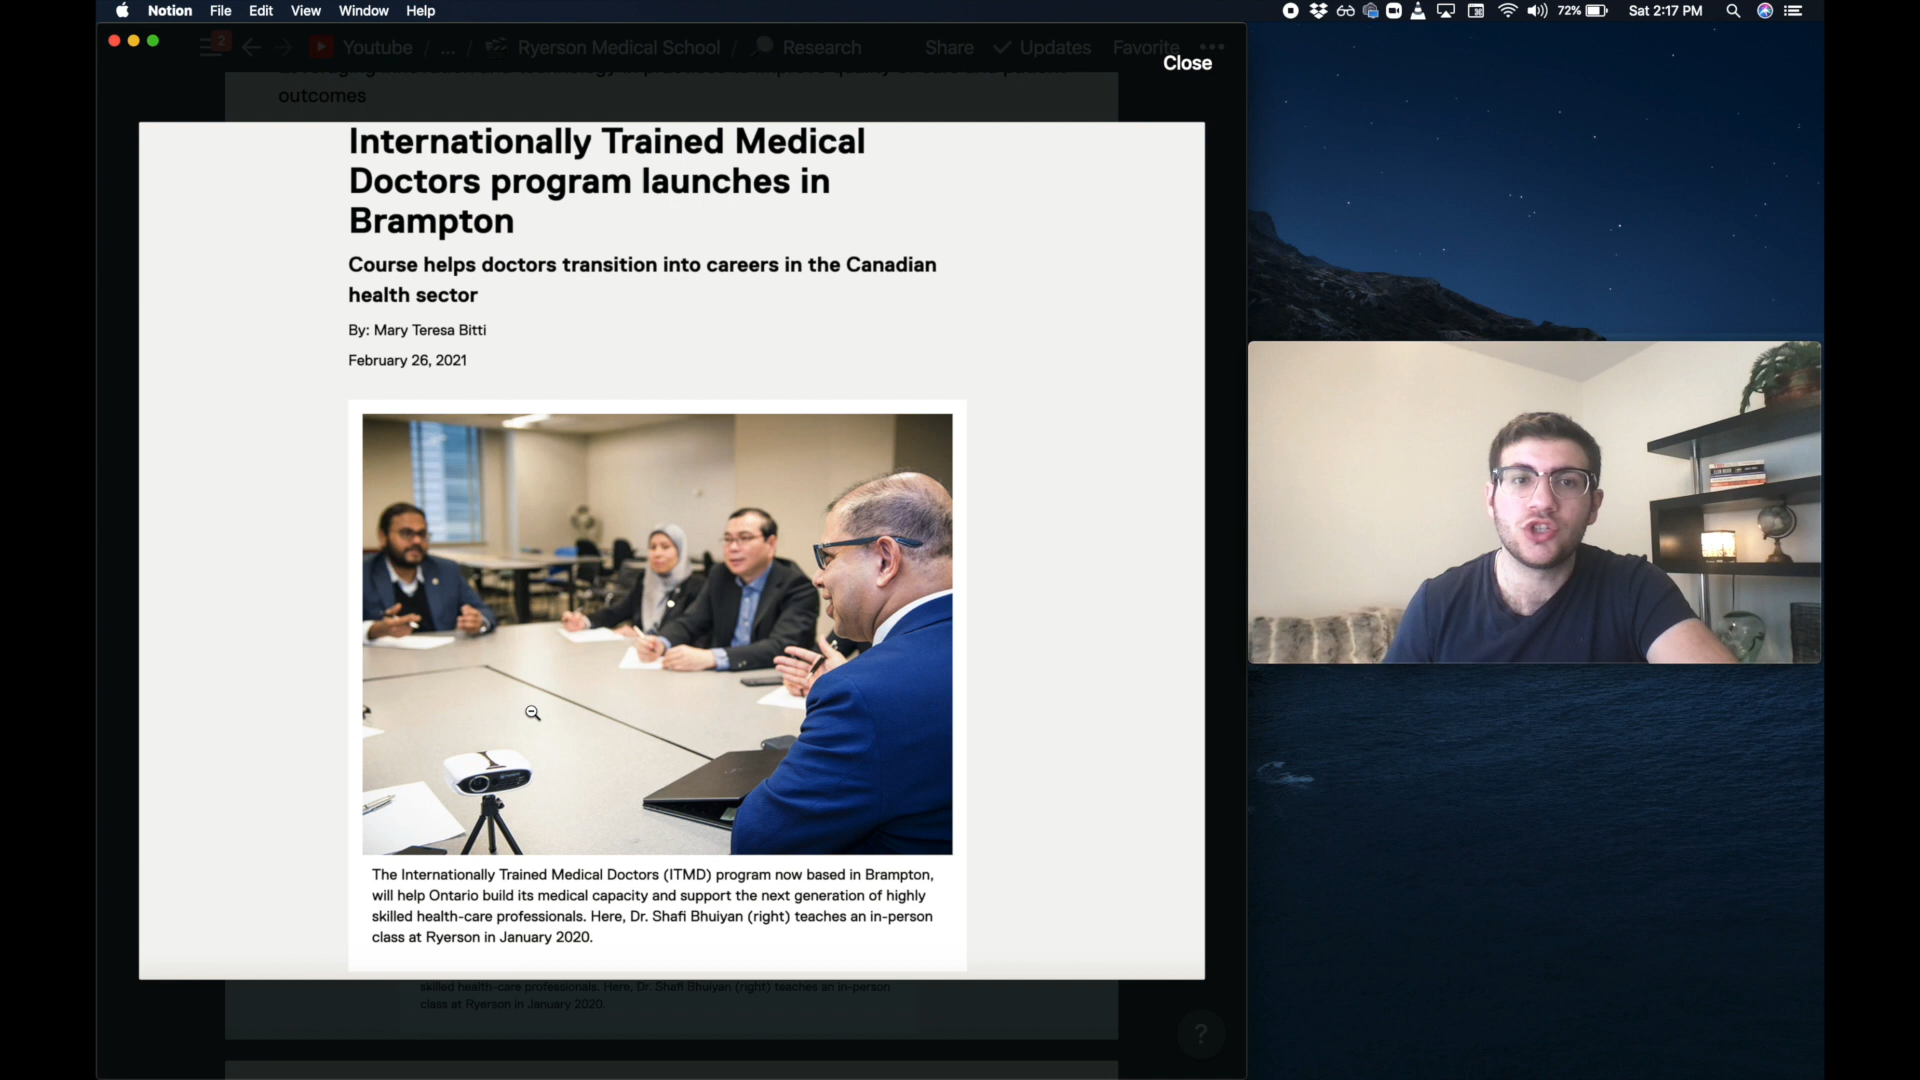 Notion File Edit View Window Help
72% Sat 2:17 PM
2 Youtube / ... / Ryerson Medical School / Research Share Updates Favorite
Close
outcomes
Internationally Trained Medical
Doctors program launches in
Brampton
Course helps doctors transition into careers in the Canadian
health sector
By: Mary Teresa Bitti
February 26, 2021
The Internationally Trained Medical Doctors (ITMD) program now based in Brampton,
will help Ontario build its medical capacity and support the next generation of highly
skilled health-care professionals. Here, Dr. Shafi Bhuiyan (right) teaches an in-person
class at Ryerson in January 2020.
skilled health-care professionals. Here, Dr. Shafi Bhuiyan (right) teaches an in-person
class at Ryerson in January 2020.
?